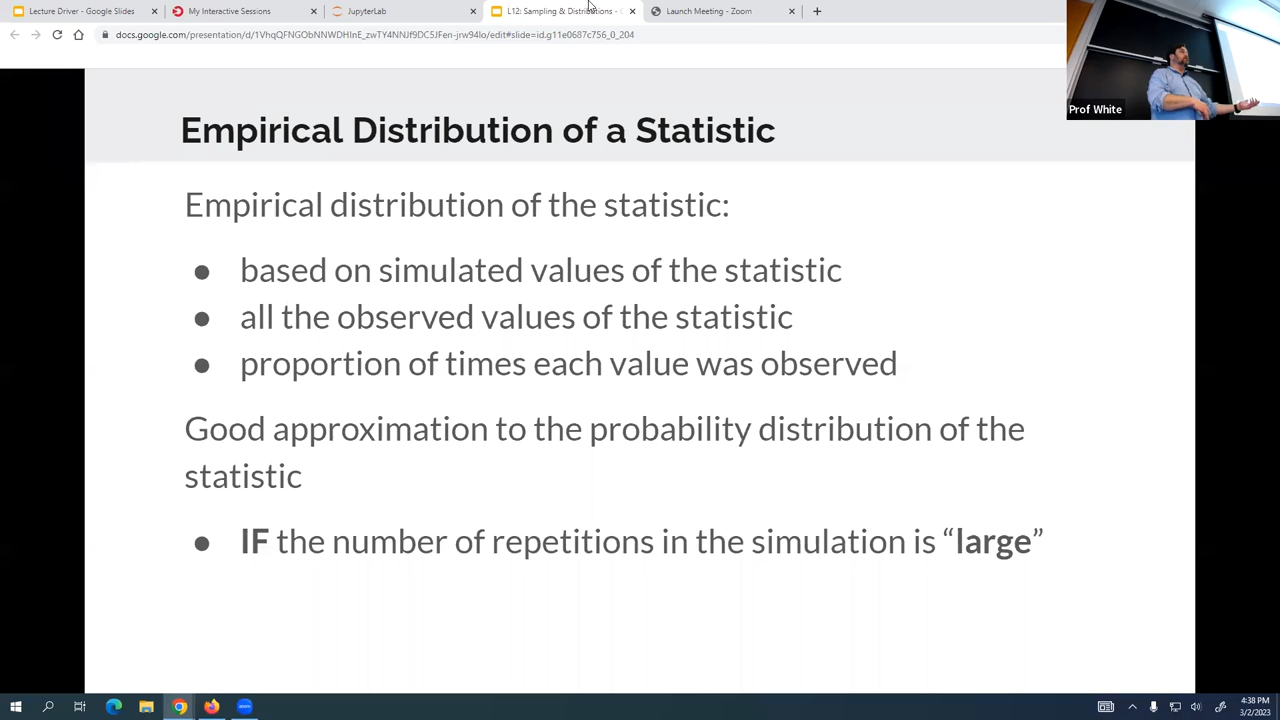 Lecture Driver - Google Slides
My Interactive Sessions
JupyterLab
L12: Sampling & Distributions -
Launch Meeting - Zoom
docs.google.com/presentation/d/1VhqQFNGObNNWDHInE_zwTY4NNJf9DC5JFen-jrw94lo/edit#slide=id.g11e0687c756_0_204
Prof White
Empirical Distribution of a Statistic
Empirical distribution of the statistic:
● based on simulated values of the statistic
● all the observed values of the statistic
● proportion of times each value was observed
Good approximation to the probability distribution of the
statistic
● IF the number of repetitions in the simulation is “large”
4:38 PM
3/2/2023